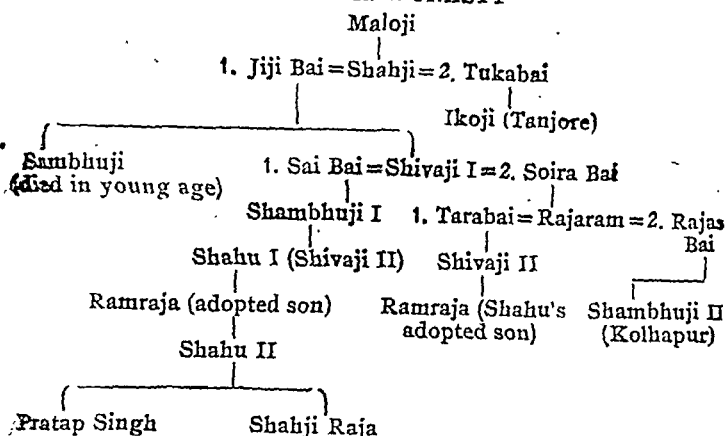 Maloji
1. Jiji Bai=Shahji=2. Tukabai
Ikoji (Tanjore)
Sambhuji
(died in young age)
1. Sai Bai=Shivaji I=2. Soira Bai
Shambhuji I
1. Tarabai=Rajaram=2. Rajas
Bai
Shahu I (Shivaji II)
Shivaji II
Ramraja (adopted son)
Ramraja (Shahu's
adopted son)
Shambhuji II
(Kolhapur)
Shahu II
Pratap Singh
Shahji Raja